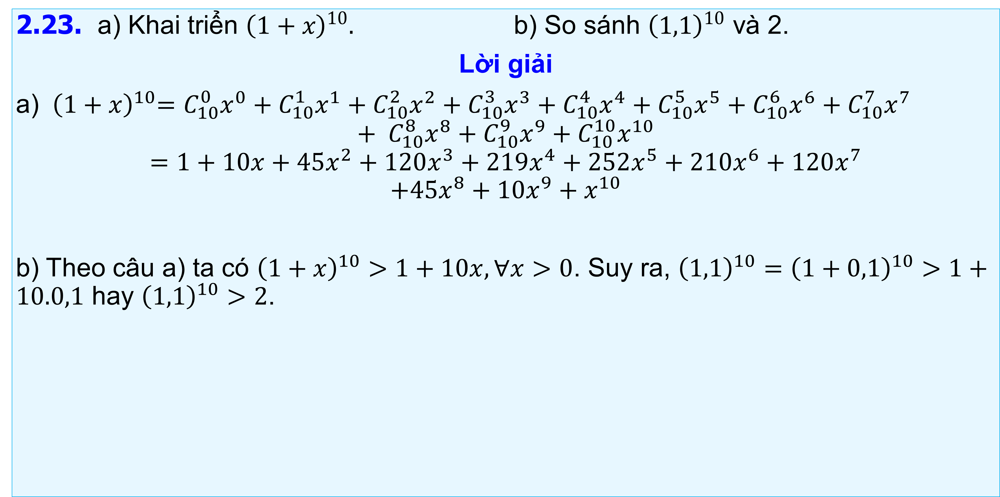 2.23. a) Khai triển $(1 + x)^{10}$. b) So sánh $(1,1)^{10}$ và 2.
Lời giải
a) $(1 + x)^{10} = C_{10}^{0}x^{0} + C_{10}^{1}x^{1} + C_{10}^{2}x^{2} + C_{10}^{3}x^{3} + C_{10}^{4}x^{4} + C_{10}^{5}x^{5} + C_{10}^{6}x^{6} + C_{10}^{7}x^{7}$
$+ C_{10}^{8}x^{8} + C_{10}^{9}x^{9} + C_{10}^{10}x^{10}$
$= 1 + 10x + 45x^{2} + 120x^{3} + 219x^{4} + 252x^{5} + 210x^{6} + 120x^{7}$
$+45x^{8} + 10x^{9} + x^{10}$
b) Theo câu a) ta có $(1 + x)^{10} > 1 + 10x, ∀x > 0$. Suy ra, $(1,1)^{10} = (1 + 0,1)^{10} > 1 +$
$10.0,1$ hay $(1,1)^{10} > 2$.